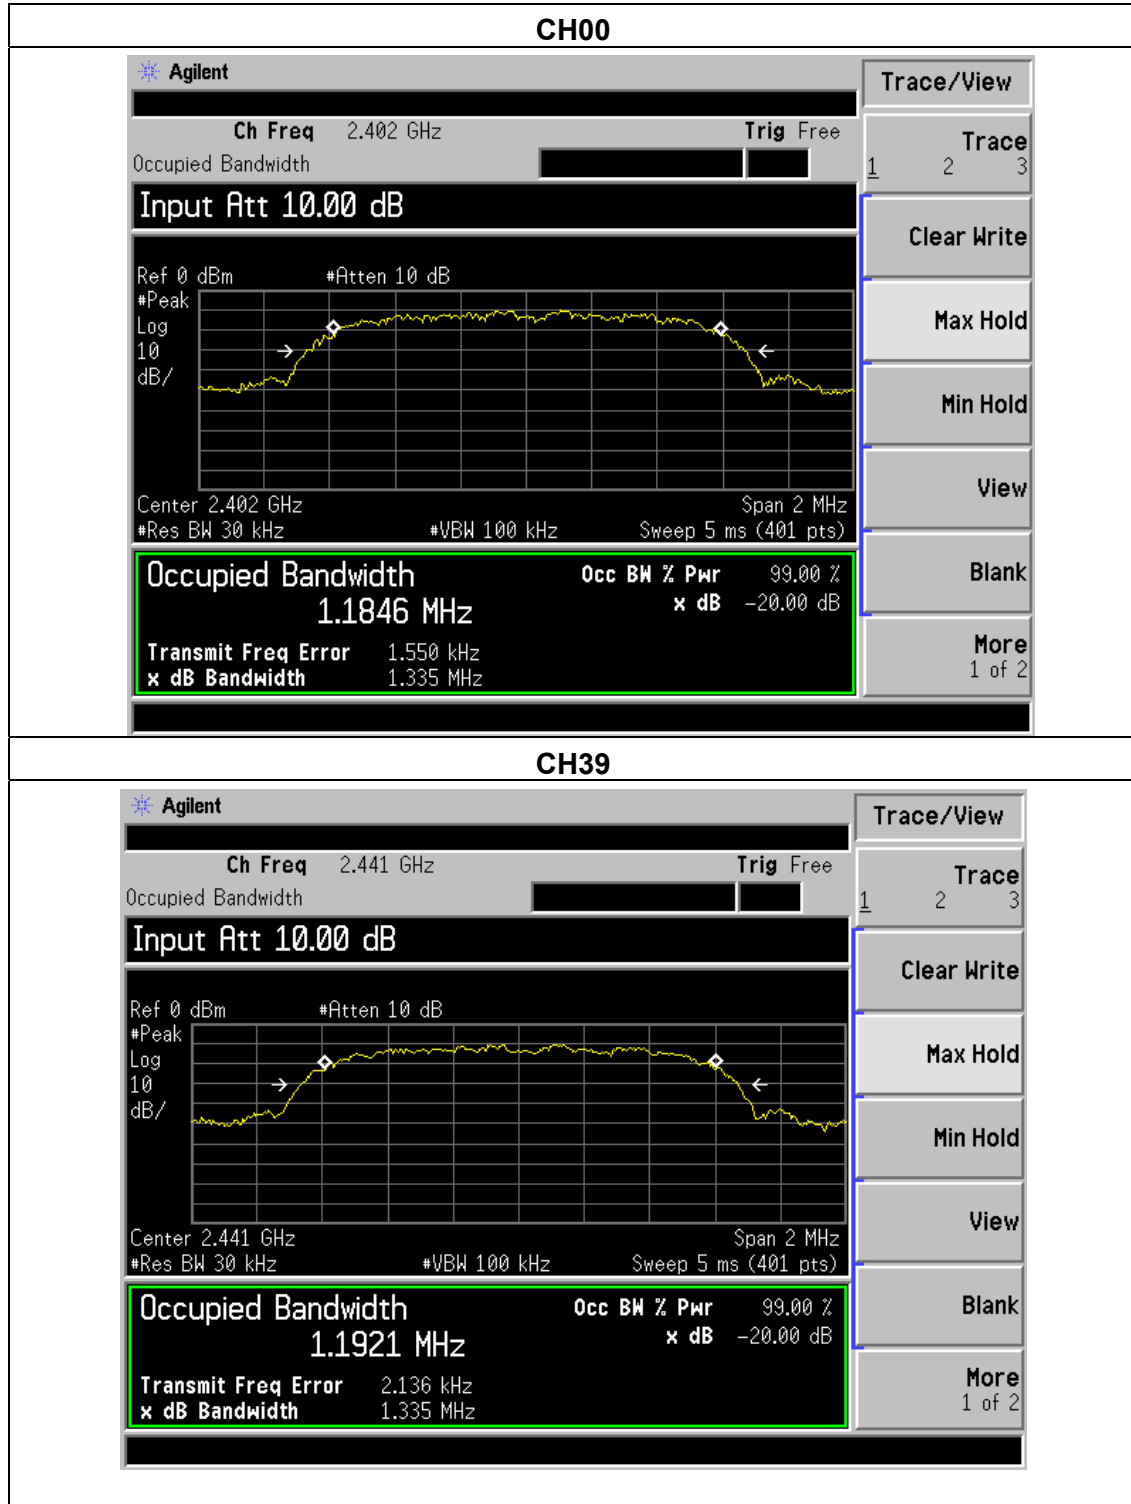 CH00
Agilent
Trace/View
Ch Freq 2.402 GHz Trig Free
Occupied Bandwidth
Trace
1 2 3
Input Att 10.00 dB
Clear Write
Ref 0 dBm #Atten 10 dB
#Peak
Log
10
dB/
Max Hold
Min Hold
View
Center 2.402 GHz Span 2 MHz
#Res BW 30 kHz #VBW 100 kHz Sweep 5 ms (401 pts)
Occupied Bandwidth Occ BW % Pwr 99.00 %
1.1846 MHz x dB -20.00 dB
Blank
Transmit Freq Error 1.550 kHz
x dB Bandwidth 1.335 MHz
More
1 of 2
CH39
Agilent
Trace/View
Ch Freq 2.441 GHz Trig Free
Occupied Bandwidth
Trace
1 2 3
Input Att 10.00 dB
Clear Write
Ref 0 dBm #Atten 10 dB
#Peak
Log
10
dB/
Max Hold
Min Hold
View
Center 2.441 GHz Span 2 MHz
#Res BW 30 kHz #VBW 100 kHz Sweep 5 ms (401 pts)
Occupied Bandwidth Occ BW % Pwr 99.00 %
1.1921 MHz x dB -20.00 dB
Blank
Transmit Freq Error 2.136 kHz
x dB Bandwidth 1.335 MHz
More
1 of 2